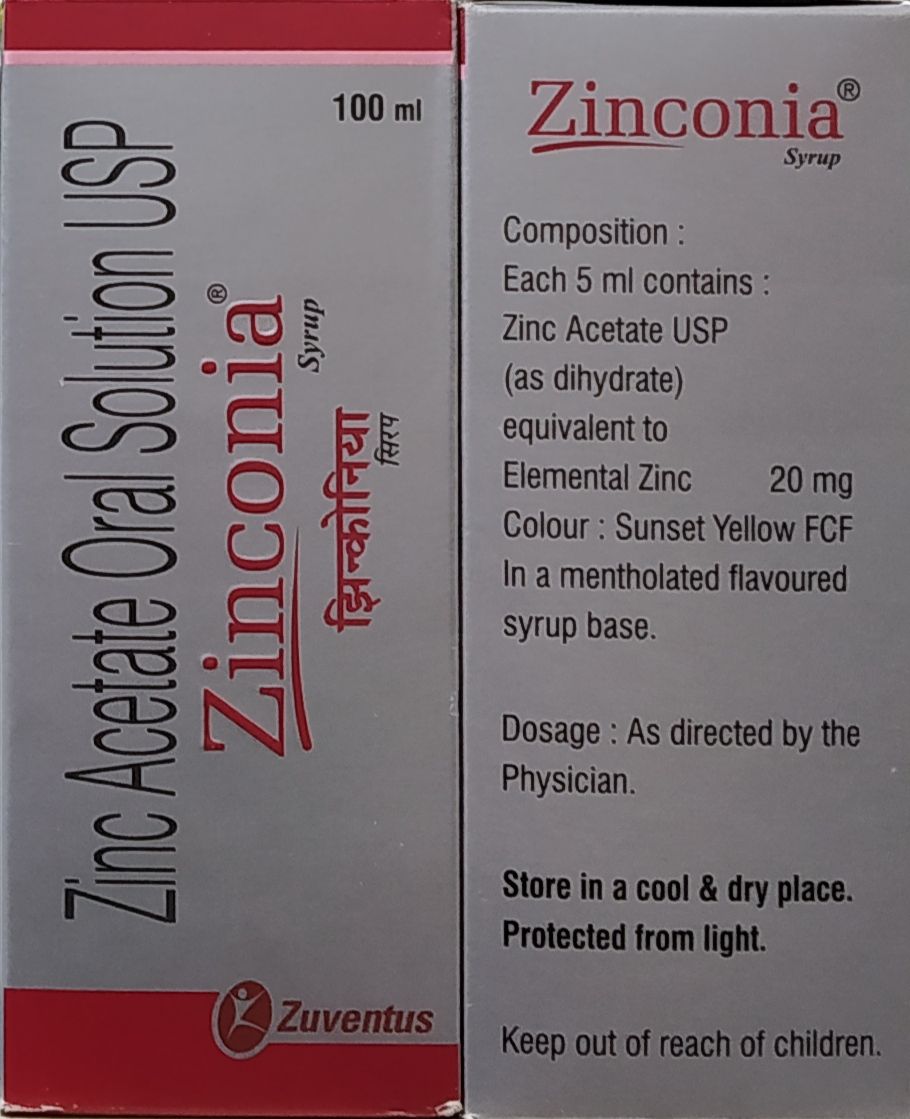 100 ml
Zinc Acetate Oral Solution USP
Zinconia®
Syrup
झिन्कोनिया
सिरप
Zuventus
Zinconia®
Syrup
Composition :
Each 5 ml contains :
Zinc Acetate USP
(as dihydrate)
equivalent to
Elemental Zinc 20 mg
Colour : Sunset Yellow FCF
In a mentholated flavoured
syrup base.
Dosage : As directed by the
Physician.
Store in a cool & dry place.
Protected from light.
Keep out of reach of children.